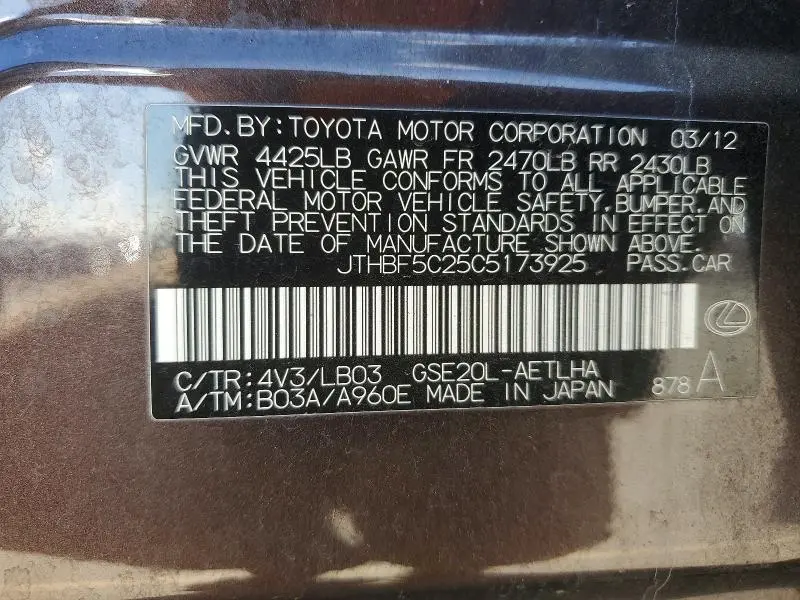 MFD.BY:TOYOTA MOTOR CORPORATION 03/12
GVWR 4425LB GAWR FR 2470LB RR 2430LB
THIS VEHICLE CONFORMS TO ALL APPLICABLE
FEDERAL MOTOR VEHICLE SAFETY,BUMPER,AND
THEFT PREVENTION STANDARDS IN EFFECT ON
THE DATE OF MANUFACTURE SHOWN ABOVE.
JTHBF5C25C5173925 PASS.CAR
C/TR:4V3/LB03 GSE20L-AETLHA
A/TM:B03A/A960E MADE IN JAPAN 878 A